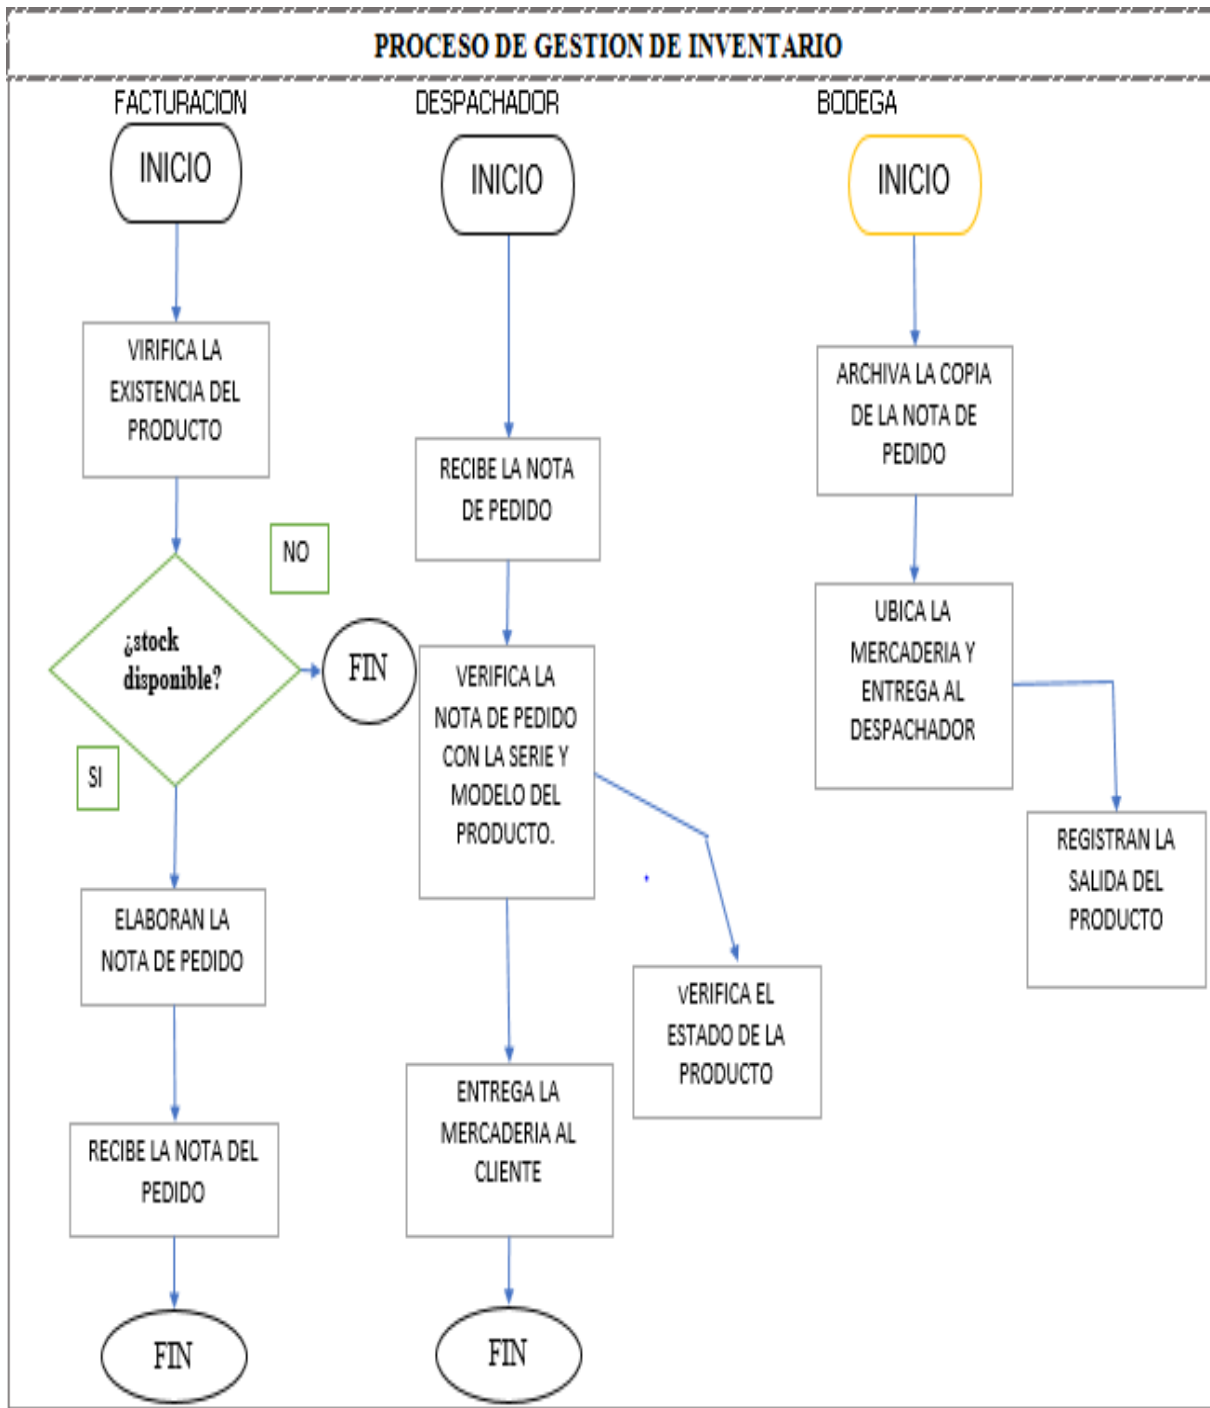 PROCESO DE GESTION DE INVENTARIO
FACTURACION
INICIO
VIRIFICA LA
EXISTENCIA DEL
PRODUCTO
NO
¿stock
disponible?
FIN
SI
ELABORAN LA
NOTA DE PEDIDO
RECIBE LA NOTA DEL
PEDIDO
FIN
DESPACHADOR
INICIO
RECIBE LA NOTA
DE PEDIDO
VERIFICA LA
NOTA DE PEDIDO
CON LA SERIE Y
MODELO DEL
PRODUCTO.
VERIFICA EL
ESTADO DE LA
PRODUCTO
ENTREGA LA
MERCADERIA AL
CLIENTE
FIN
BODEGA
INICIO
ARCHIVA LA COPIA
DE LA NOTA DE
PEDIDO
UBICA LA
MERCADERIA Y
ENTREGA AL
DESPACHADOR
REGISTRAN LA
SALIDA DEL
PRODUCTO